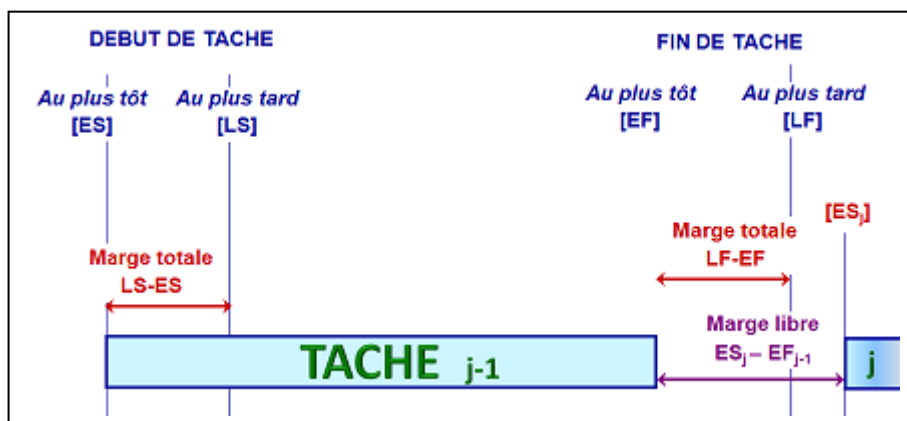 DEBUT DE TACHE
FIN DE TACHE
Au plus tôt
[ES]
Au plus tard
[LS]
Au plus tôt
[EF]
Au plus tard
[LF]
[ESj]
Marge totale
LS-ES
Marge totale
LF-EF
Marge libre
ESj – EFj-1
TACHE j-1
j